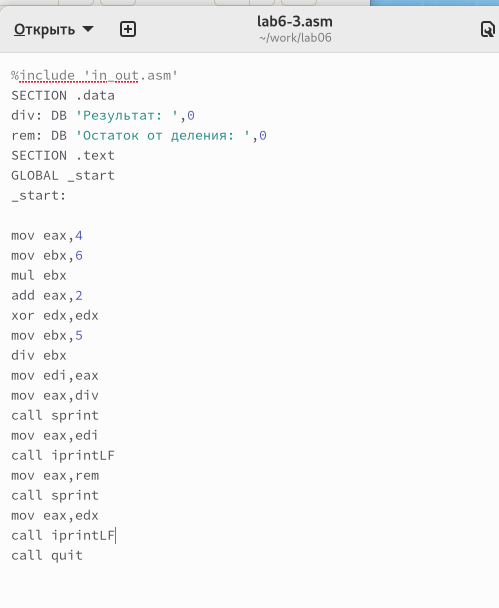 Открыть
lab6-3.asm
~/work/lab06
%include 'in_out.asm'
SECTION .data
div: DB 'Результат: ',0
rem: DB 'Остаток от деления: ',0
SECTION .text
GLOBAL _start
_start:
mov eax,4
mov ebx,6
mul ebx
add eax,2
xor edx,edx
mov ebx,5
div ebx
mov edi,eax
mov eax,div
call sprint
mov eax,edi
call iprintLF
mov eax,rem
call sprint
mov eax,edx
call iprintLF
call quit